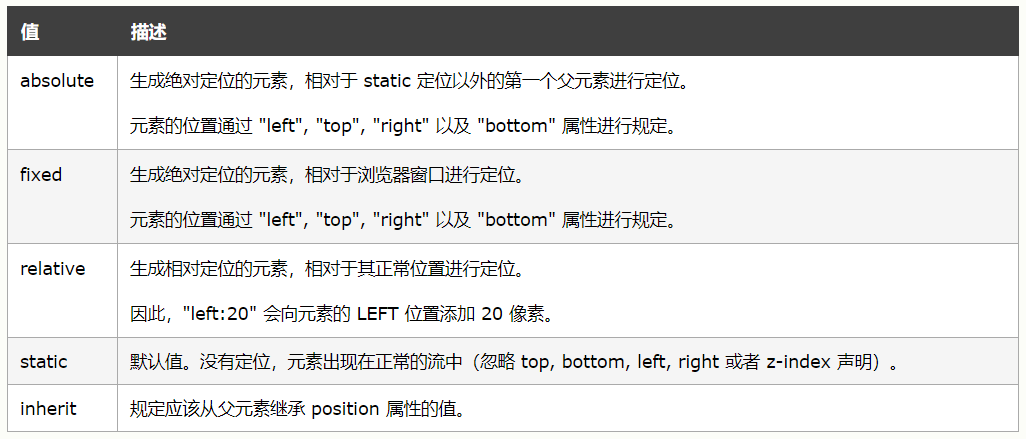 值 描述
absolute 生成绝对定位的元素，相对于 static 定位以外的第一个父元素进行定位。
元素的位置通过 "left", "top", "right" 以及 "bottom" 属性进行规定。
fixed 生成绝对定位的元素，相对于浏览器窗口进行定位。
元素的位置通过 "left", "top", "right" 以及 "bottom" 属性进行规定。
relative 生成相对定位的元素，相对于其正常位置进行定位。
因此，"left:20" 会向元素的 LEFT 位置添加 20 像素。
static 默认值。没有定位，元素出现在正常的流中（忽略 top, bottom, left, right 或者 z-index 声明）。
inherit 规定应该从父元素继承 position 属性的值。